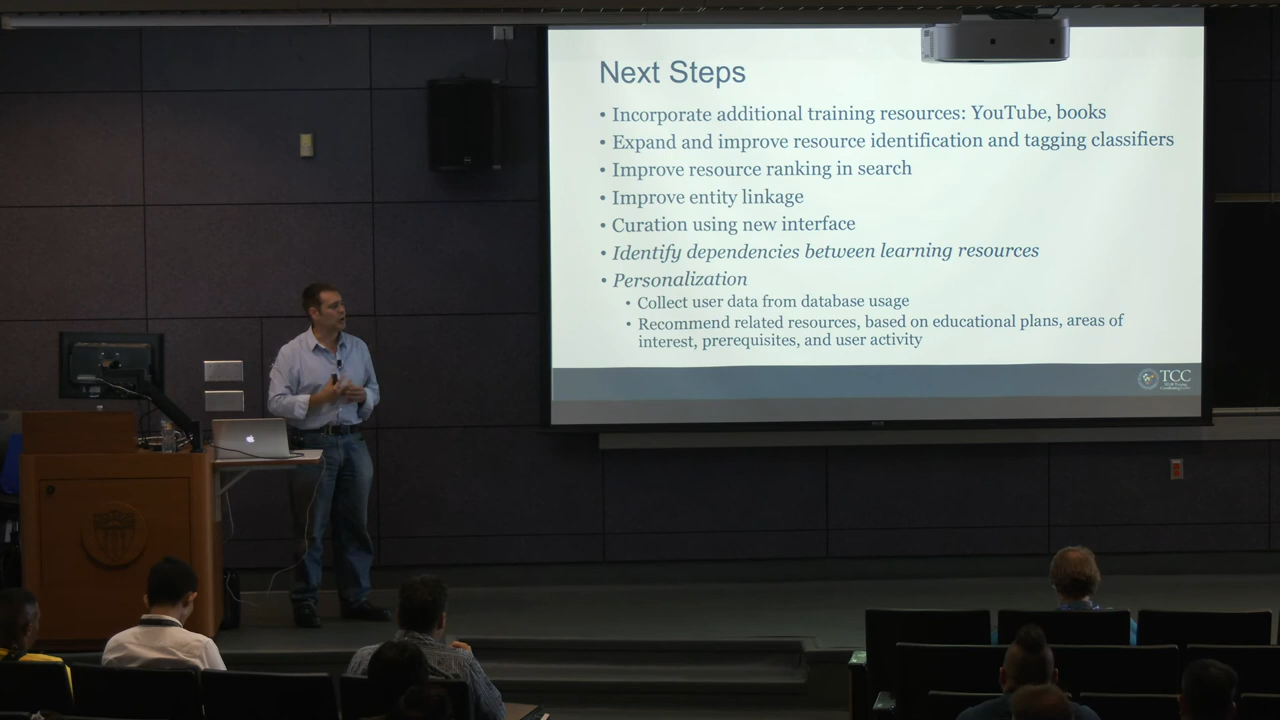 Next Steps
• Incorporate additional training resources: YouTube, books
• Expand and improve resource identification and tagging classifiers
• Improve resource ranking in search
• Improve entity linkage
• Curation using new interface
• Identify dependencies between learning resources
• Personalization
• Collect user data from database usage
• Recommend related resources, based on educational plans, areas of
interest, prerequisites, and user activity
TCC